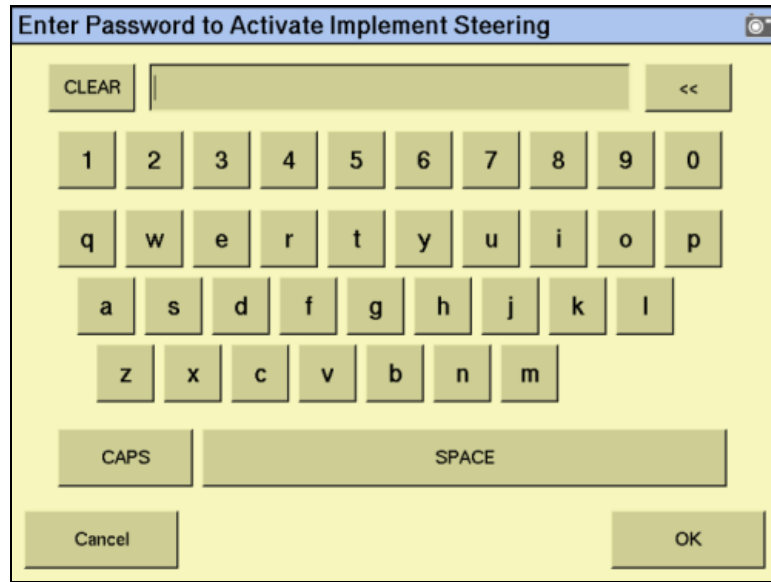 Enter Password to Activate Implement Steering
CLEAR <<
1 2 3 4 5 6 7 8 9 0
q w e r t y u i o p
a s d f g h j k l
z x c v b n m
CAPS SPACE
Cancel OK